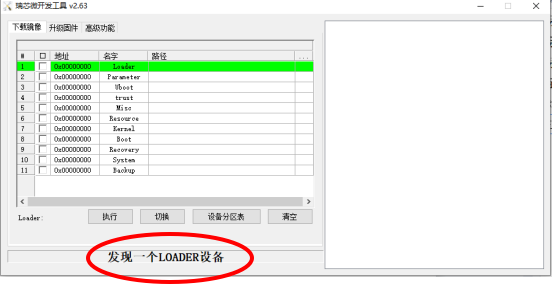 瑞芯微开发工具 v2.63
下载镜像 升级固件 高级功能
# 地址 名字 路径 ...
1 0x00000000 Loader
2 0x00000000 Parameter
3 0x00000000 Uboot
4 0x00000000 trust
5 0x00000000 Misc
6 0x00000000 Resource
7 0x00000000 Kernel
8 0x00000000 Boot
9 0x00000000 Recovery
10 0x00000000 System
11 0x00000000 Backup
Loader: 执行 切换 设备分区表 清空
发现一个LOADER设备